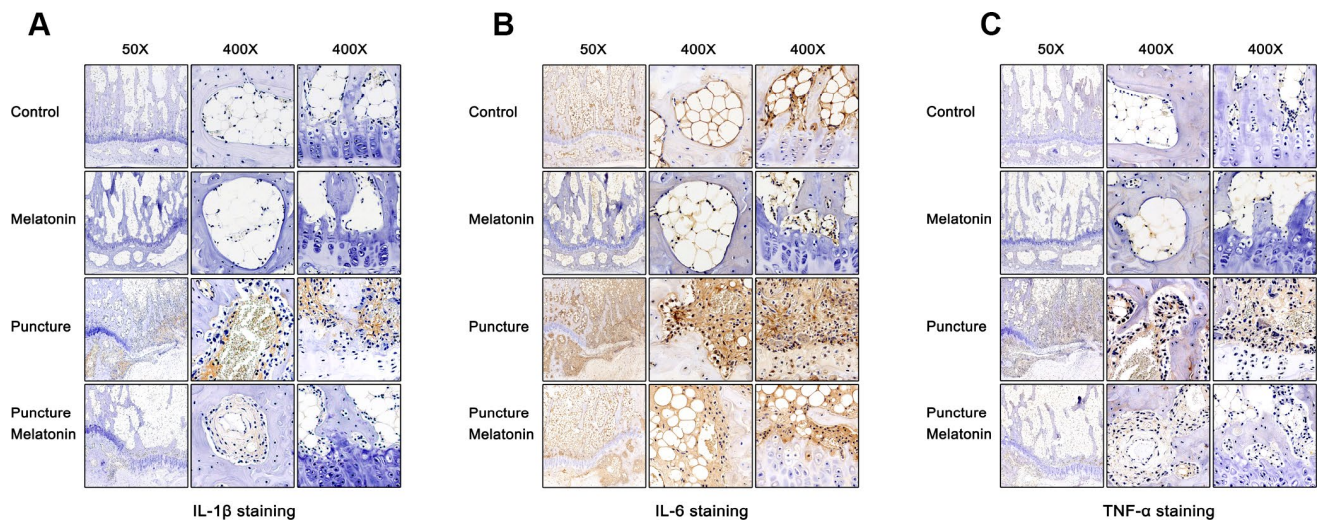 A
50X 400X 400X
Control
Melatonin
Puncture
Puncture
Melatonin
IL-1β staining
B
50X 400X 400X
Control
Melatonin
Puncture
Puncture
Melatonin
IL-6 staining
C
50X 400X 400X
Control
Melatonin
Puncture
Puncture
Melatonin
TNF-α staining